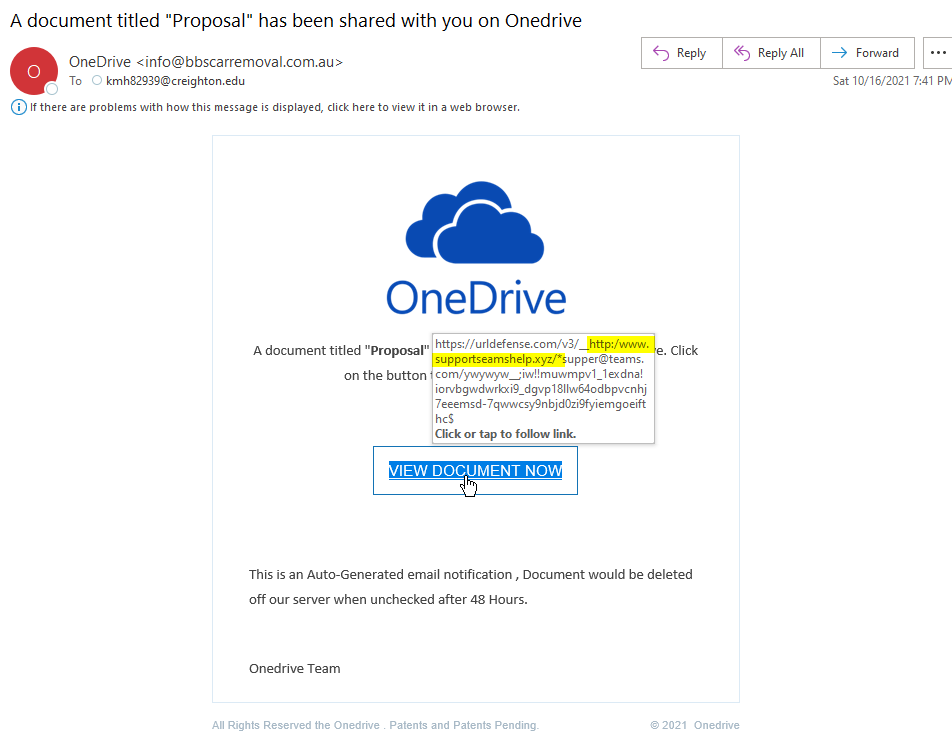 A document titled "Proposal" has been shared with you on Onedrive
O
OneDrive <info@bbscarremoval.com.au>
To kmh82939@creighton.edu
Reply
Reply All
Forward
Sat 10/16/2021 7:41 PM
If there are problems with how this message is displayed, click here to view it in a web browser.
OneDrive
A document titled "Proposal" e. Click
on the button
https://urldefense.com/v3/__http:/www.
supportseamshelp.xyz/*supper@teams.
com/ywywyw__;iw!!muwmpv1_1exdna!
iorvbgwdwrkxi9_dgvp18llw64odbpvcnhj
7eeemsd-7qwwcsy9nbjd0zi9fyiemgoeift
hc$
Click or tap to follow link.
VIEW DOCUMENT NOW
This is an Auto-Generated email notification , Document would be deleted
off our server when unchecked after 48 Hours.
Onedrive Team
All Rights Reserved the Onedrive . Patents and Patents Pending.
© 2021 Onedrive